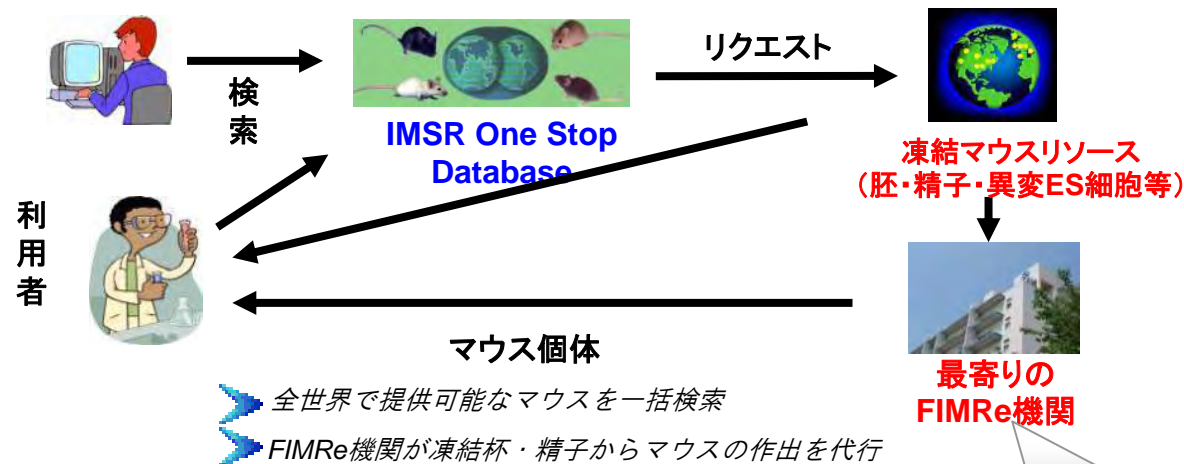 検索
リクエスト
IMSR One Stop
Database
凍結マウスリソース
（胚・精子・異変ES細胞等）
利用者
マウス個体
最寄りの
FIMRe機関
全世界で提供可能なマウスを一括検索
FIMRe機関が凍結杯・精子からマウスの作出を代行